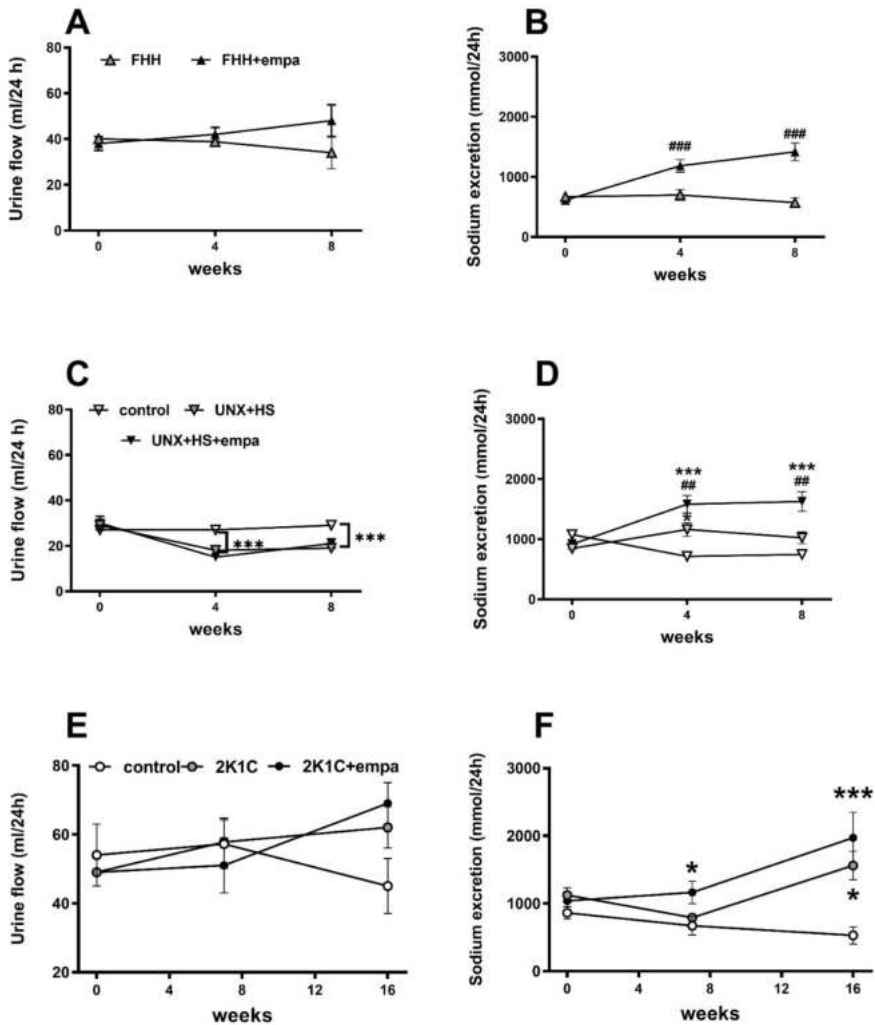 A
Urine flow (ml/24 h)
80
60
40
20
0
FHH FHH+empa
0 4 8
weeks
B
Sodium excretion (mmol/24h)
3000
2000
1000
0
### ###
0 4 8
weeks
C
Urine flow (ml/24 h)
80
60
40
20
0
control UNX+HS
UNX+HS+empa
*** ***
0 4 8
weeks
D
Sodium excretion (mmol/24h)
3000
2000
1000
0
*** ***
## ##
*
0 4 8
weeks
E
Urine flow (ml/24h)
80
60
40
20
control 2K1C 2K1C+empa
0 4 8 12 16
weeks
F
Sodium excretion (mmol/24h)
3000
2000
1000
0
***
*
*
0 4 8 12 16
weeks